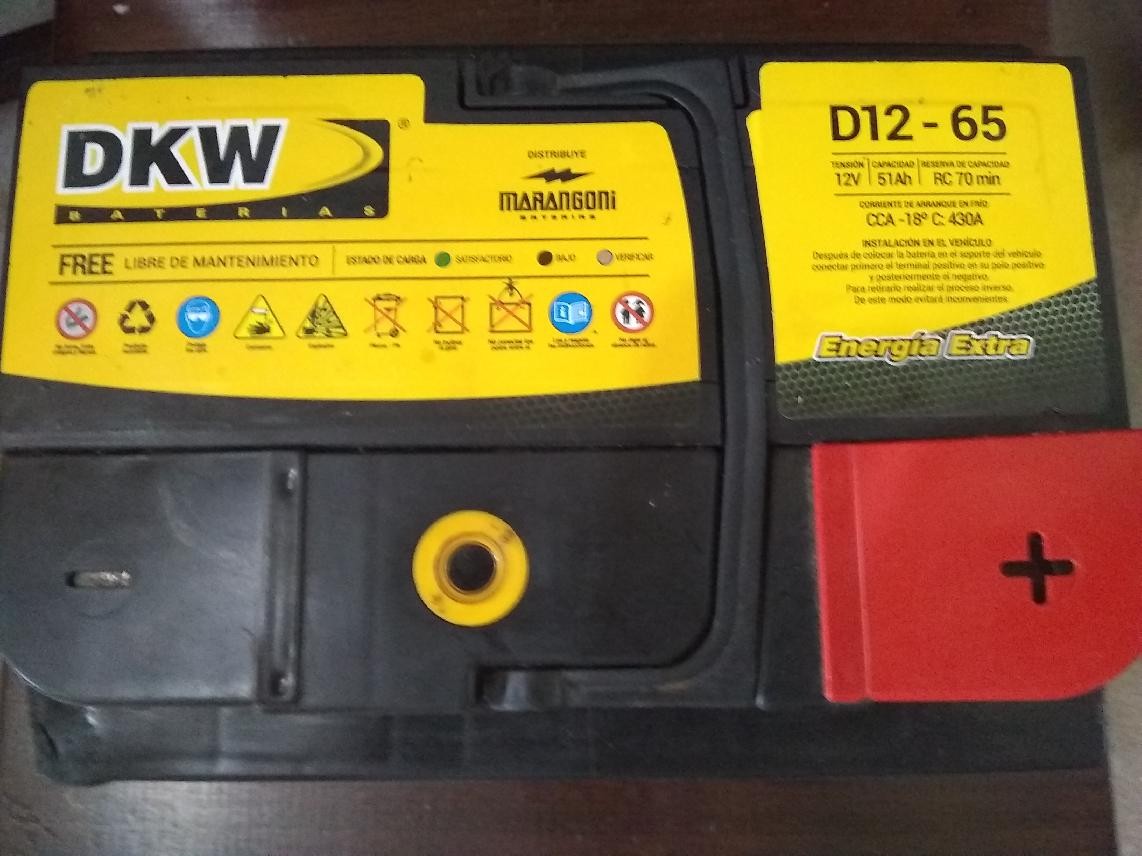 DKW
®
BATERIAS
DISTRIBUYE
MARANGONI
BATERIAS
FREE LIBRE DE MANTENIMIENTO
ESTADO DE CARGA SATISFACTORIO BAJO VERIFICAR
D12 - 65
TENSIÓN CAPACIDAD RESERVA DE CAPACIDAD
12V 51Ah RC 70 min
CORRIENTE DE ARRANQUE EN FRÍO
CCA -18º C: 430A
INSTALACIÓN EN EL VEHÍCULO
Después de colocar la batería en el soporte del vehículo
conectar primero el terminal positivo en su polo positivo
y posteriormente el negativo.
Para retirarlo realizar el proceso inverso.
De este modo evitará inconvenientes.
Energía Extra